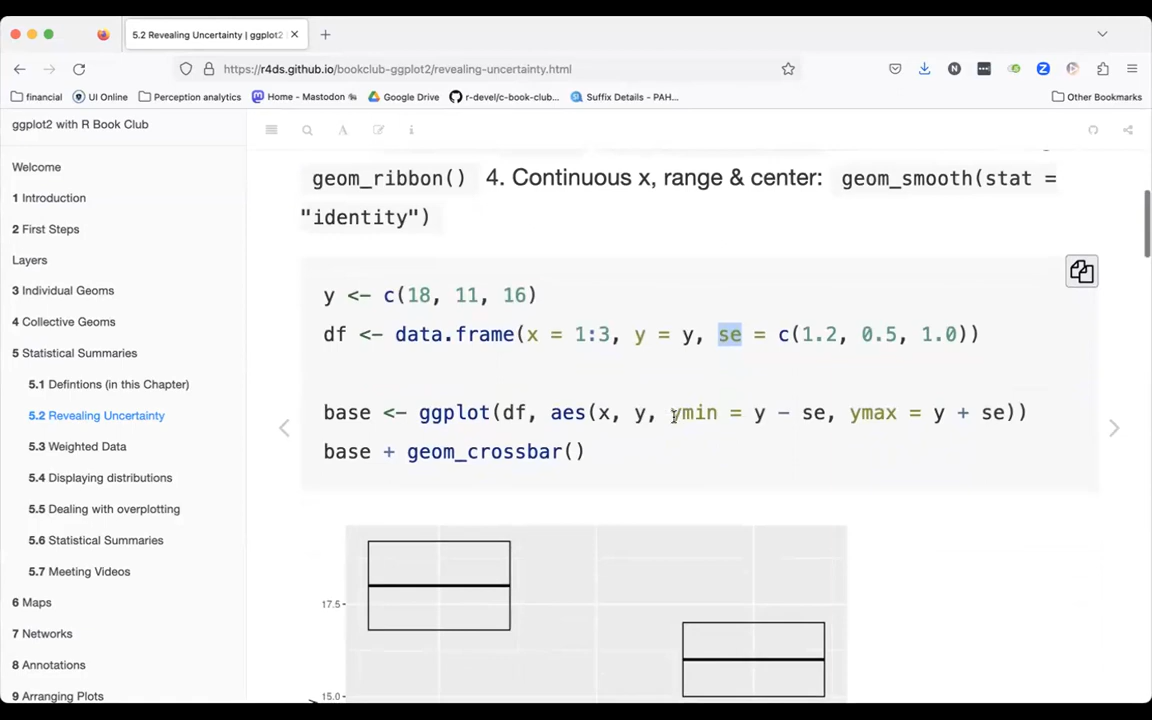 5.2 Revealing Uncertainty | ggplot2
https://r4ds.github.io/bookclub-ggplot2/revealing-uncertainty.html
financial UI Online Perception analytics Home - Mastodon Google Drive r-devel/c-book-club... Suffix Details - PAH... Other Bookmarks
ggplot2 with R Book Club
Welcome
1 Introduction
2 First Steps
Layers
3 Individual Geoms
4 Collective Geoms
5 Statistical Summaries
5.1 Defintions (in this Chapter)
5.2 Revealing Uncertainty
5.3 Weighted Data
5.4 Displaying distributions
5.5 Dealing with overplotting
5.6 Statistical Summaries
5.7 Meeting Videos
6 Maps
7 Networks
8 Annotations
9 Arranging Plots
geom_ribbon() 4. Continuous x, range & center: geom_smooth(stat =
"identity")
y <- c(18, 11, 16)
df <- data.frame(x = 1:3, y = y, se = c(1.2, 0.5, 1.0))
base <- ggplot(df, aes(x, y, ymin = y - se, ymax = y + se))
base + geom_crossbar()
17.5
15.0